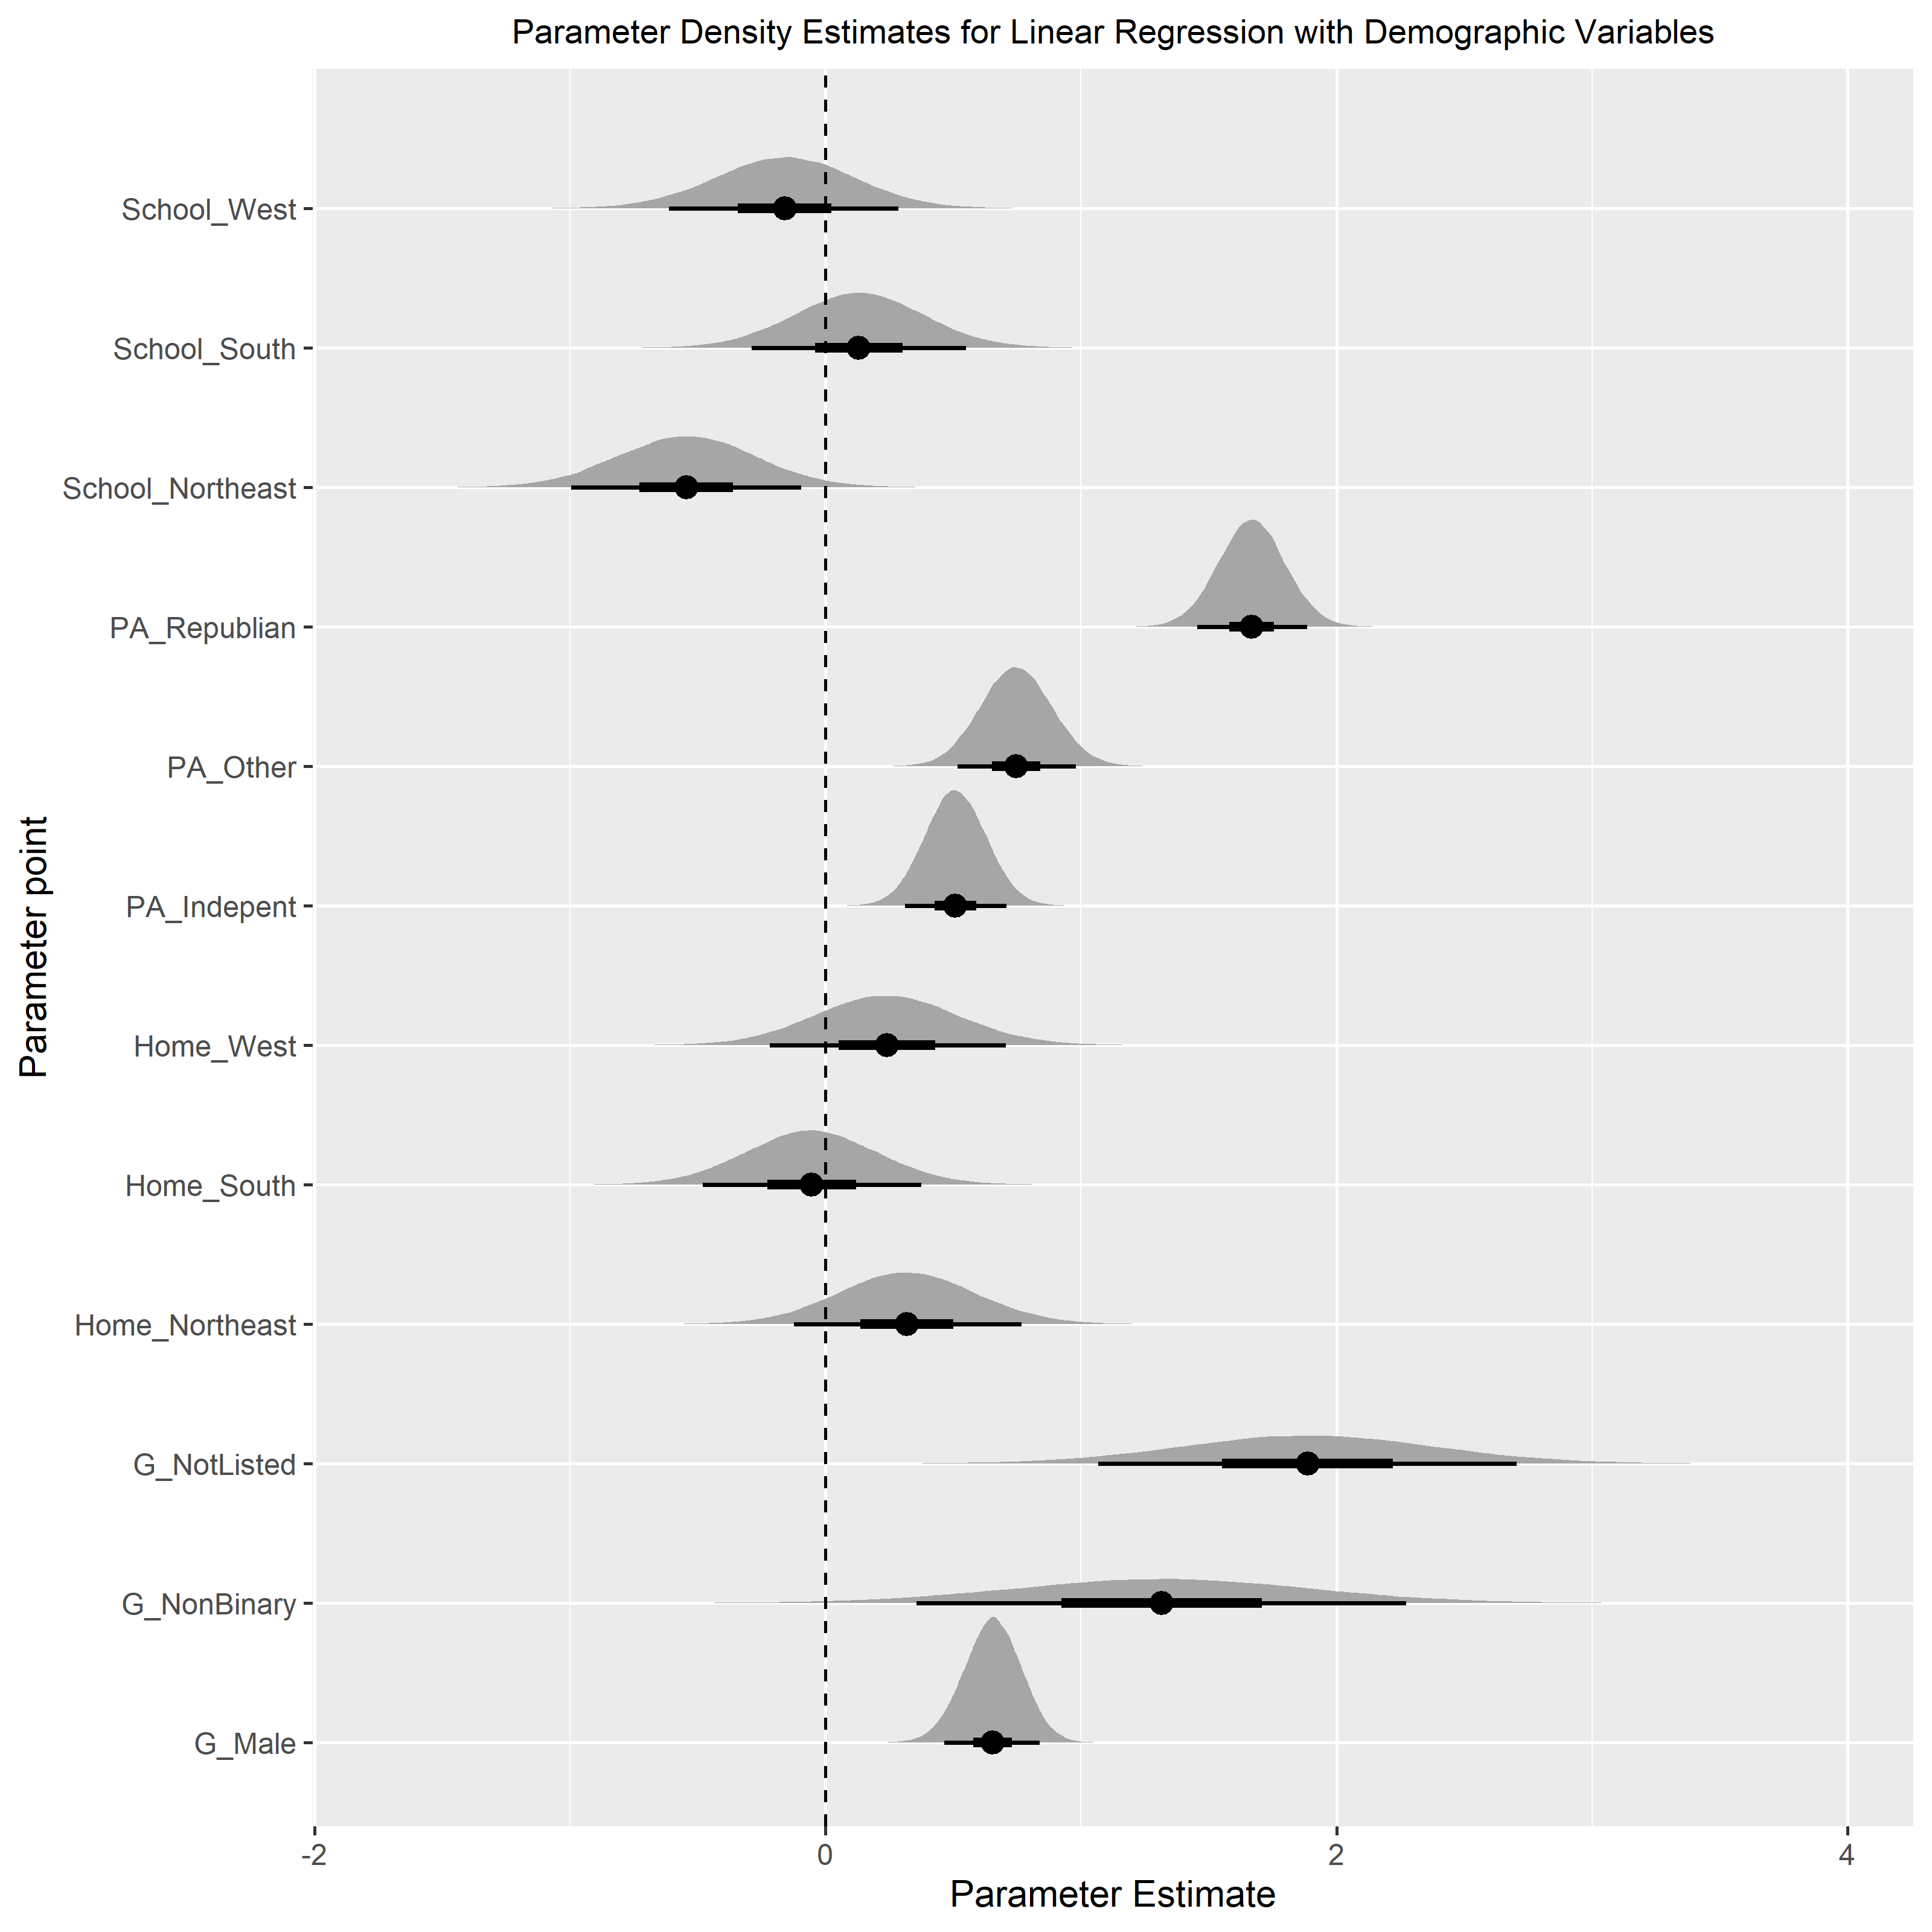 Parameter Density Estimates for Linear Regression with Demographic Variables
School_West
School_South
School_Northeast
PA_Republian
PA_Other
PA_Indepent
Home_West
Home_South
Home_Northeast
G_NotListed
G_NonBinary
G_Male
Parameter point
-2 0 2 4
Parameter Estimate